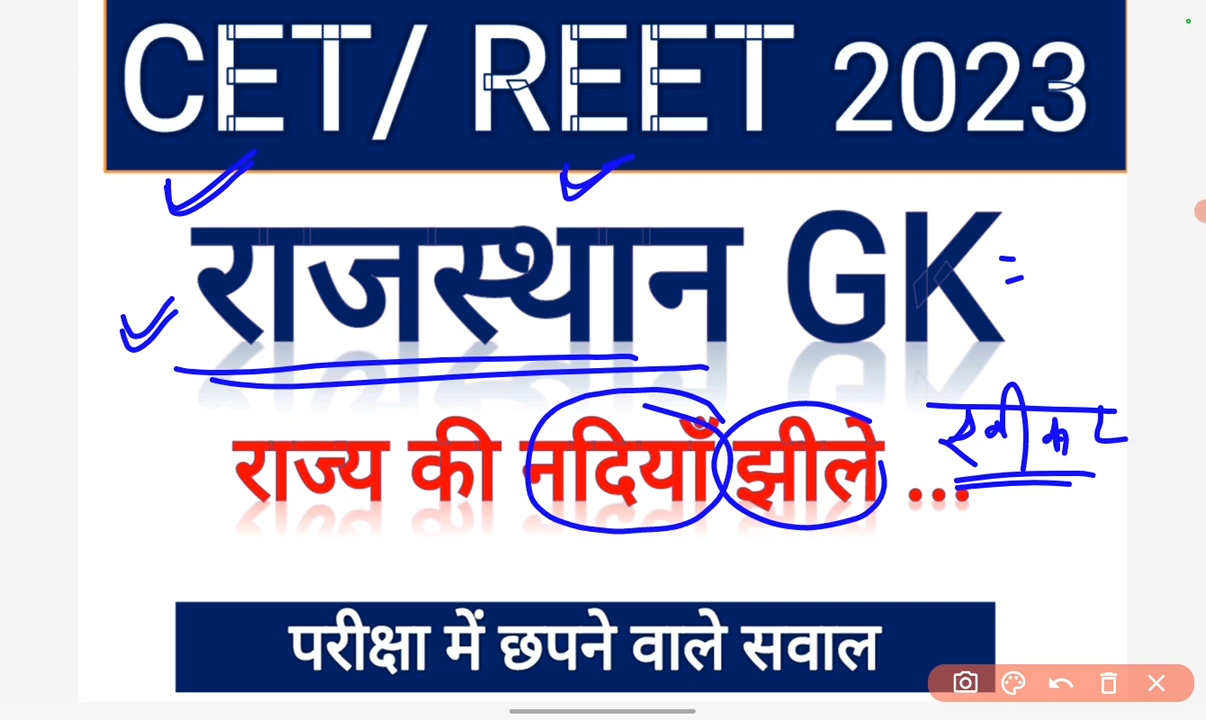 CET/ REET 2023
राजस्थान GK
राज्य की नदियाँ झीले ...
परीक्षा में छपने वाले सवाल